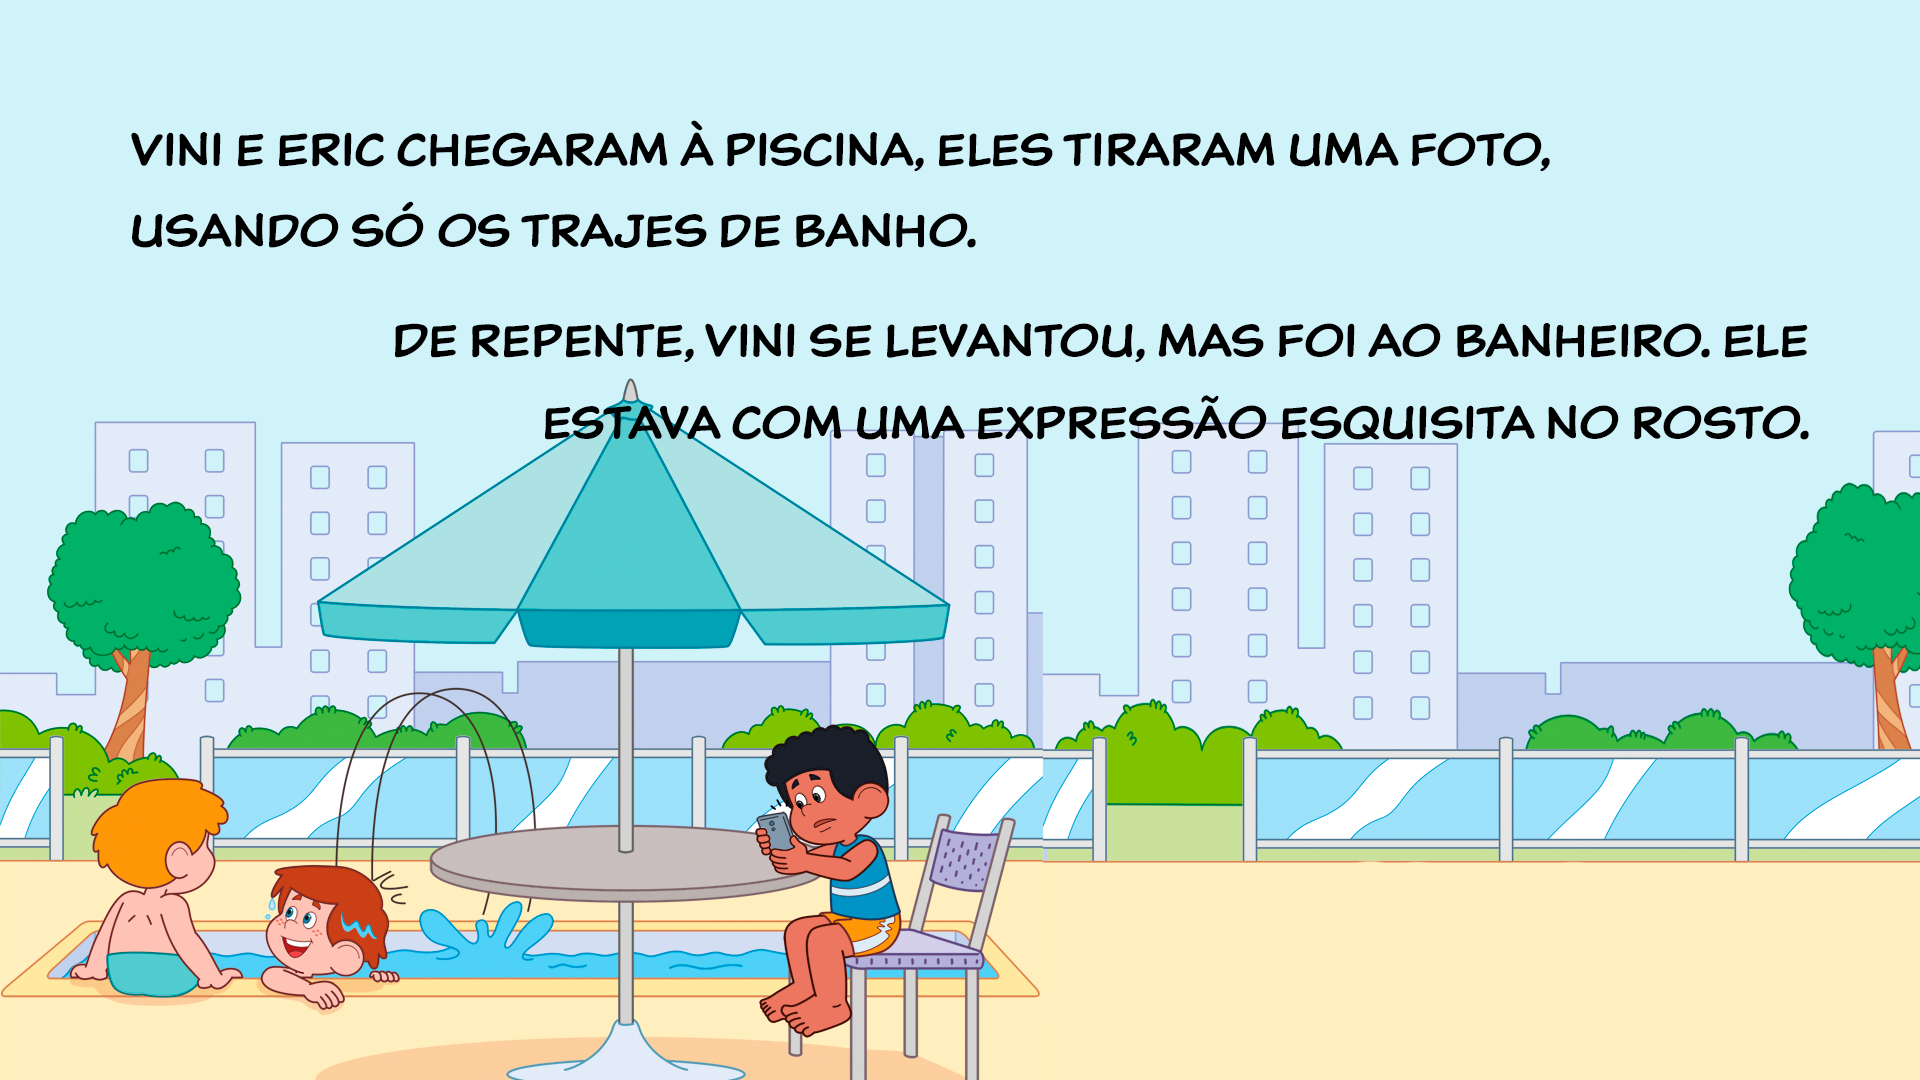 VINI E ERIC CHEGARAM À PISCINA, ELES TIRARAM UMA FOTO,
USANDO SÓ OS TRAJES DE BANHO.
DE REPENTE, VINI SE LEVANTOU, MAS FOI AO BANHEIRO. ELE
ESTAVA COM UMA EXPRESSÃO ESQUISITA NO ROSTO.